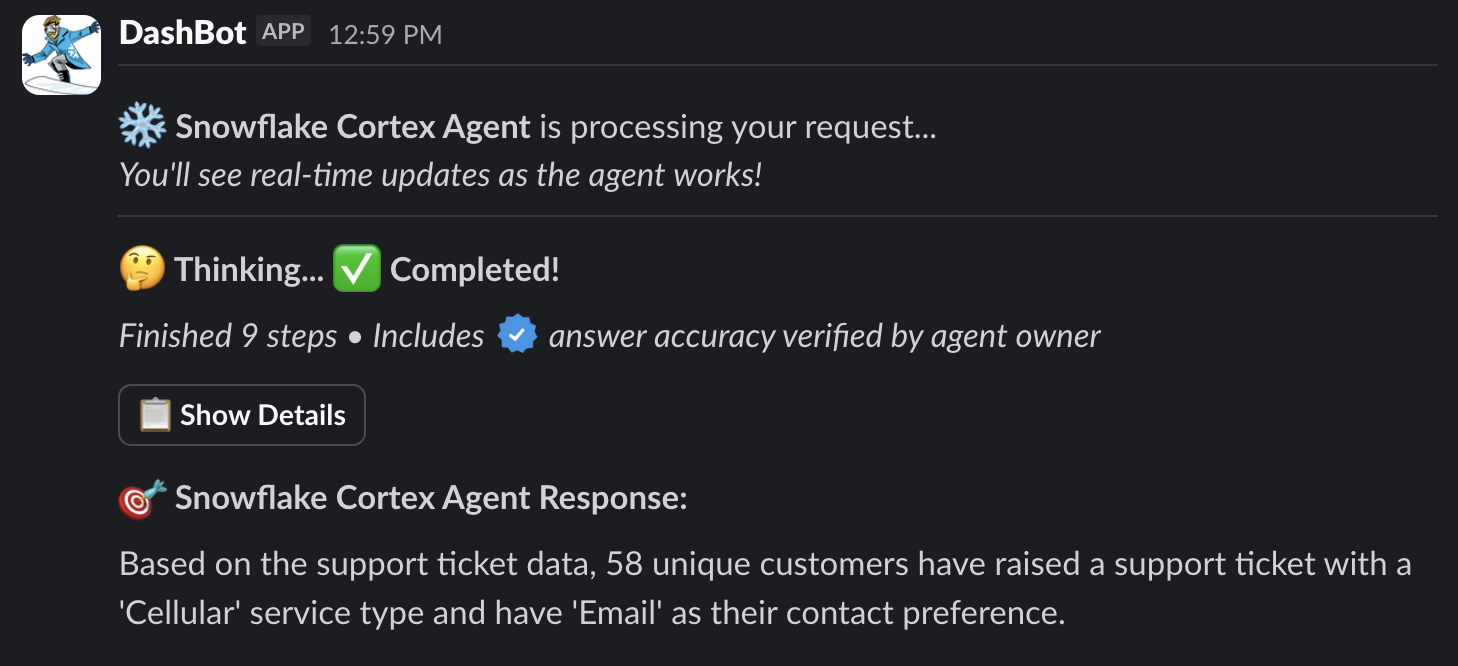 DashBot APP 12:59 PM
Snowflake Cortex Agent is processing your request...
You'll see real-time updates as the agent works!
Thinking... Completed!
Finished 9 steps • Includes answer accuracy verified by agent owner
Show Details
Snowflake Cortex Agent Response:
Based on the support ticket data, 58 unique customers have raised a support ticket with a
'Cellular' service type and have 'Email' as their contact preference.